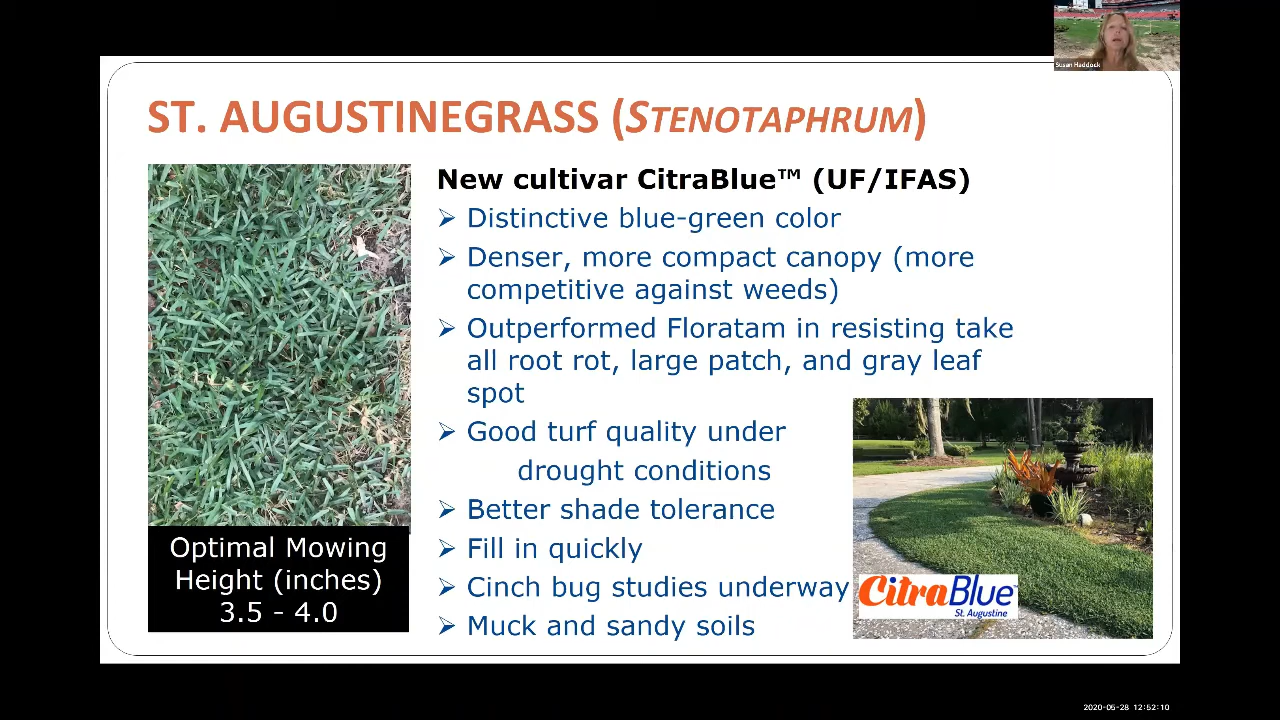 Susan Haddock
ST. AUGUSTINEGRASS (STENOTAPHRUM)
New cultivar CitraBlue™ (UF/IFAS)
➢ Distinctive blue-green color
➢ Denser, more compact canopy (more
competitive against weeds)
➢ Outperformed Floratam in resisting take
all root rot, large patch, and gray leaf
spot
➢ Good turf quality under
drought conditions
➢ Better shade tolerance
➢ Fill in quickly
➢ Cinch bug studies underway
➢ Muck and sandy soils
Optimal Mowing
Height (inches)
3.5 - 4.0
CitraBlue
St. Augustine
2020-05-28 12:52:10